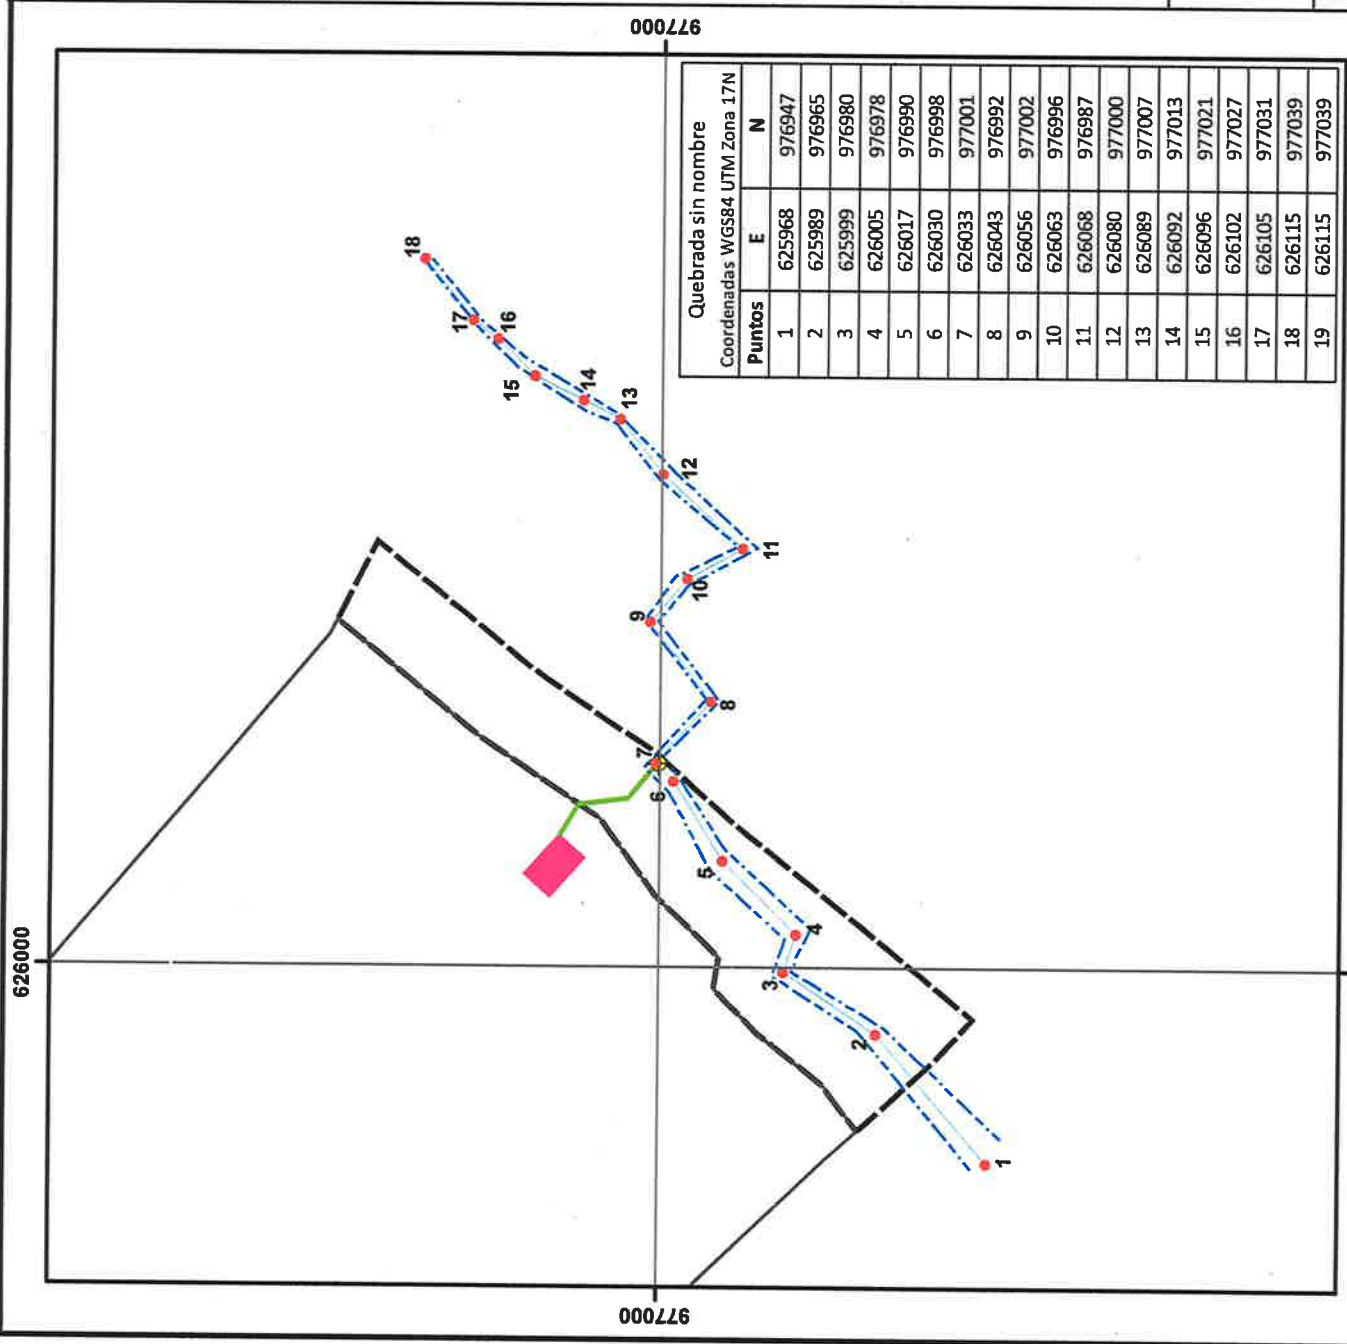 977000
626000
18
17
16
15
14
13
12
11
10
9
8
7
6
5
4
3
2
1
977000
Quebrada sin nombre
Coordenadas WGS84 UTM Zona 17N
Puntos E N
1 625968 976947
2 625989 976965
3 625999 976980
4 626005 976978
5 626017 976990
6 626030 976998
7 626033 977001
8 626043 976992
9 626056 977002
10 626063 976996
11 626068 976987
12 626080 977000
13 626089 977007
14 626092 977013
15 626096 977021
16 626102 977027
17 626105 977031
18 626115 977039
19 626115 977039